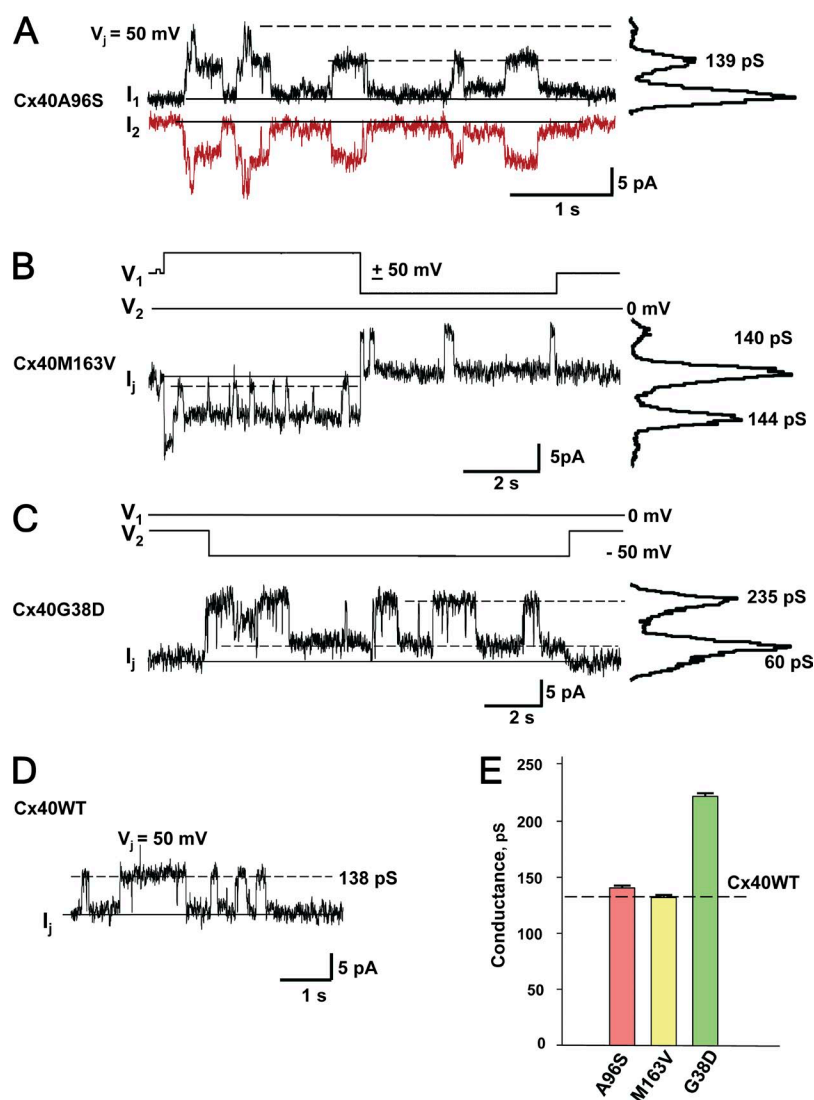 A
Vj = 50 mV
139 pS
Cx40A96S
I1
I2
5 pA
1 s
B
V1
± 50 mV
V2
0 mV
Cx40M163V
140 pS
Ij
144 pS
5pA
2 s
C
V1
0 mV
V2
- 50 mV
Cx40G38D
235 pS
Ij
60 pS
5 pA
2 s
D
Cx40WT
Vj = 50 mV
138 pS
Ij
5 pA
1 s
E
250
200
150
100
50
0
Conductance, pS
Cx40WT
A96S
M163V
G38D